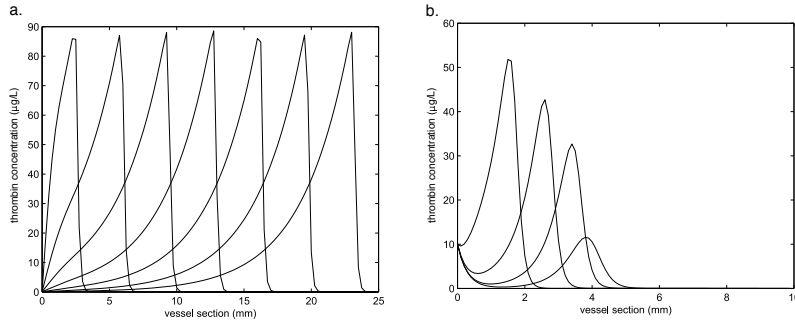 a.
90
80
70
60
50
40
30
20
10
0
thrombin concentration (µg/L)
0 5 10 15 20 25
vessel section (mm)
b.
60
50
40
30
20
10
0
thrombin concentration (µg/L)
0 2 4 6 8 10
vessel section (mm)